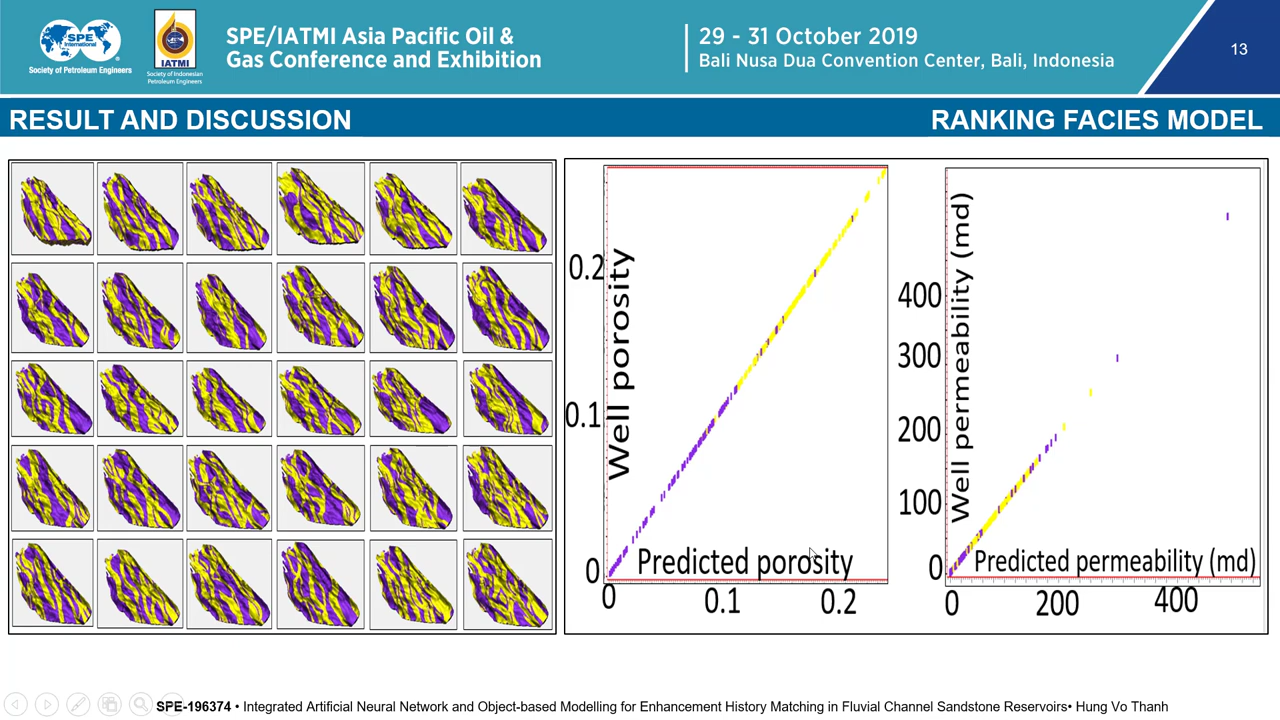 SPE
International
®
Society of Petroleum Engineers
IATMI
Society of Indonesian
Petroleum Engineers
SPE/IATMI Asia Pacific Oil &
Gas Conference and Exhibition
29 - 31 October 2019
Bali Nusa Dua Convention Center, Bali, Indonesia
13
RESULT AND DISCUSSION
RANKING FACIES MODEL
Well porosity
0.2
0.1
0
Predicted porosity
0 0.1 0.2
Well permeability (md)
400
300
200
100
0
Predicted permeability (md)
0 200 400
SPE-196374 • Integrated Artificial Neural Network and Object-based Modelling for Enhancement History Matching in Fluvial Channel Sandstone Reservoirs• Hung Vo Thanh